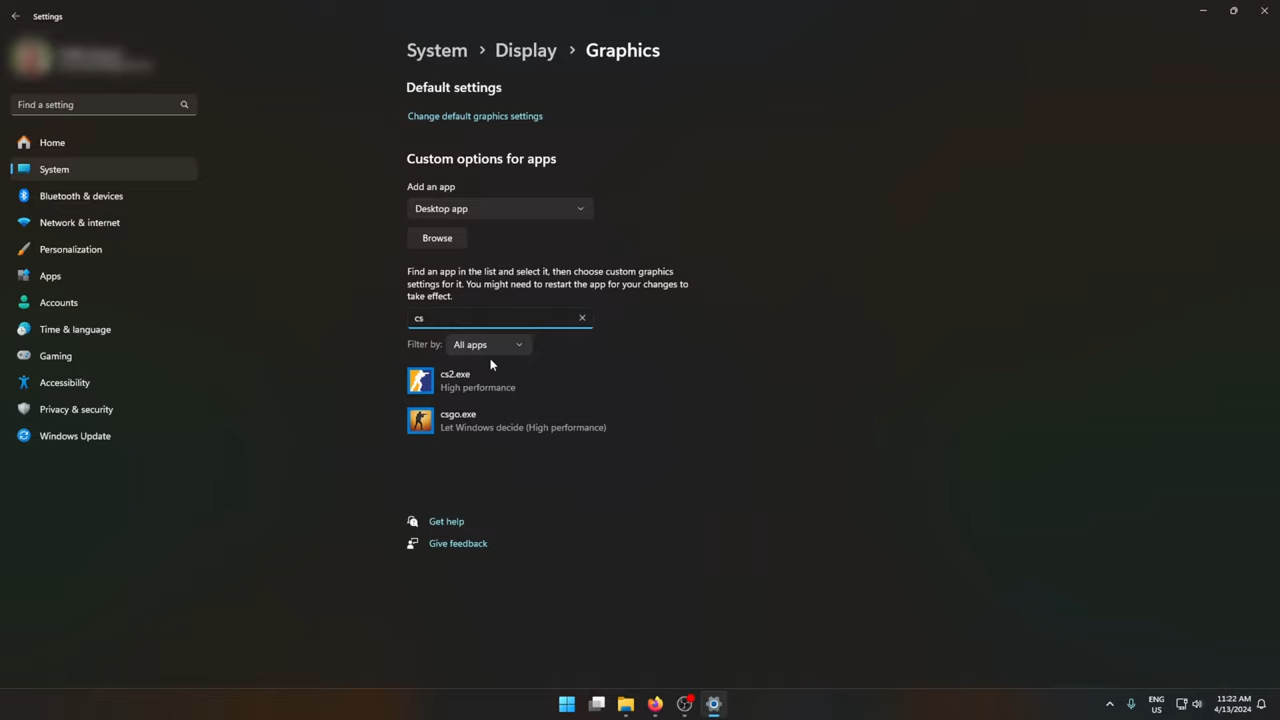 Settings
Find a setting
Home
System
Bluetooth & devices
Network & internet
Personalization
Apps
Accounts
Time & language
Gaming
Accessibility
Privacy & security
Windows Update
System > Display > Graphics
Default settings
Change default graphics settings
Custom options for apps
Add an app
Desktop app
Browse
Find an app in the list and select it, then choose custom graphics
settings for it. You might need to restart the app for your changes to
take effect.
cs
Filter by: All apps
cs2.exe
High performance
csgo.exe
Let Windows decide (High performance)
Get help
Give feedback
ENG
US
11:22 AM
4/13/2024